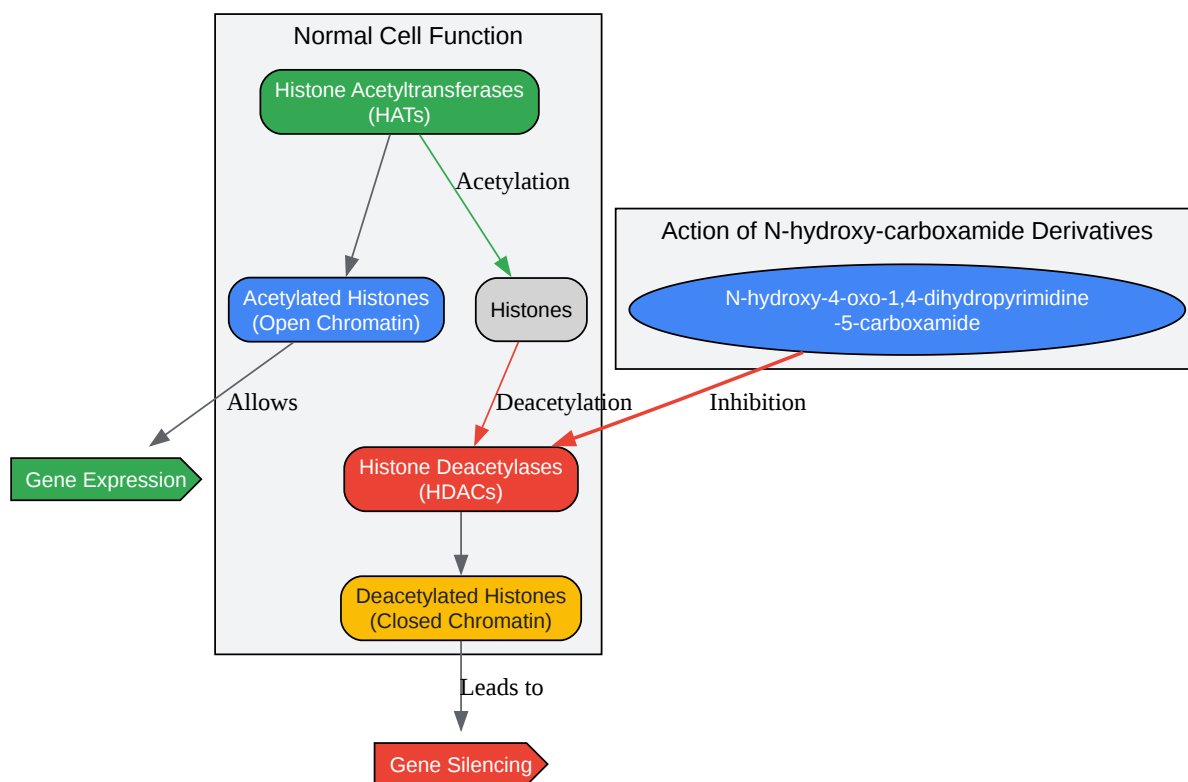 Normal Cell Function
Histone Acetyltransferases
(HATs)
Acetylation
Action of N-hydroxy-carboxamide Derivatives
Acetylated Histones
(Open Chromatin)
Histones
N-hydroxy-4-oxo-1,4-dihydropyrimidine
-5-carboxamide
Allows
Deacetylation
Inhibition
Gene Expression
Histone Deacetylases
(HDACs)
Deacetylated Histones
(Closed Chromatin)
Leads to
Gene Silencing